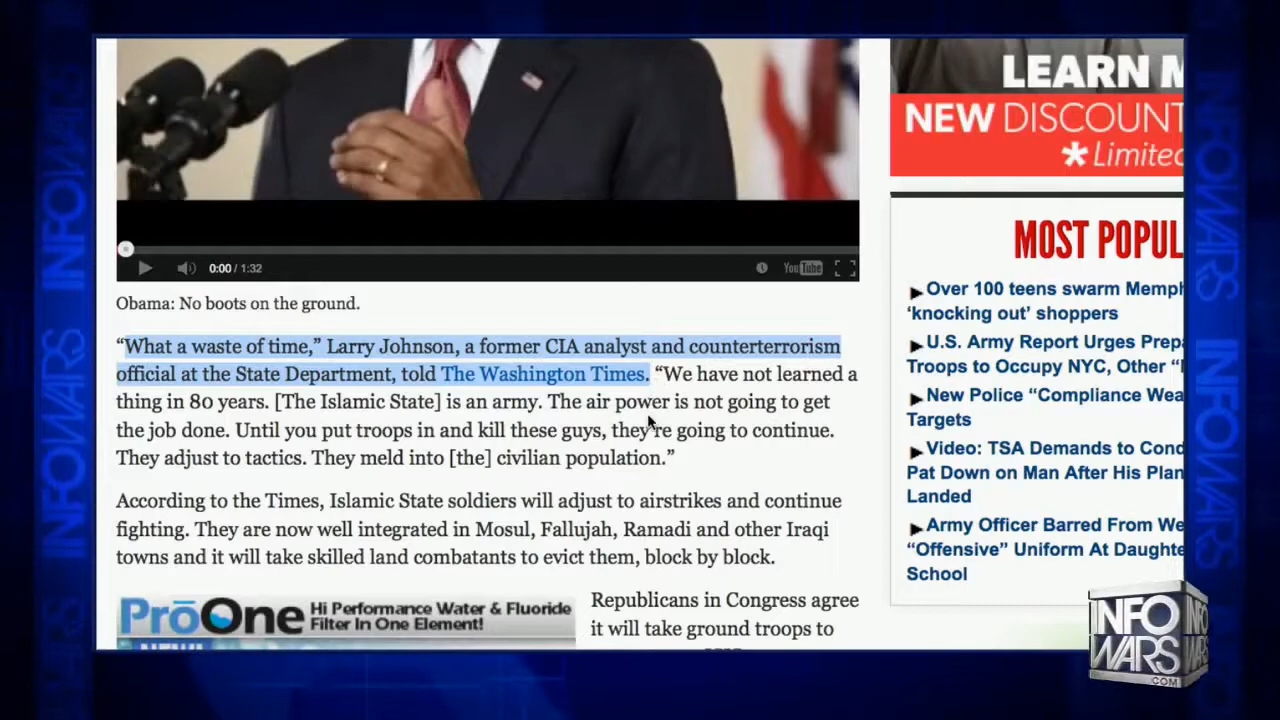 LEARN M
NEW DISCOUNT
* Limited
0:00 / 1:32
YouTube
Obama: No boots on the ground.
“What a waste of time,” Larry Johnson, a former CIA analyst and counterterrorism
official at the State Department, told The Washington Times. “We have not learned a
thing in 80 years. [The Islamic State] is an army. The air power is not going to get
the job done. Until you put troops in and kill these guys, they’re going to continue.
They adjust to tactics. They meld into [the] civilian population.”
According to the Times, Islamic State soldiers will adjust to airstrikes and continue
fighting. They are now well integrated in Mosul, Fallujah, Ramadi and other Iraqi
towns and it will take skilled land combatants to evict them, block by block.
PrōOne Hi Performance Water & Fluoride
Filter In One Element!
NEW!
Republicans in Congress agree
it will take ground troops to
MOST POPUL
Over 100 teens swarm Memph
‘knocking out’ shoppers
U.S. Army Report Urges Prepa
Troops to Occupy NYC, Other “
New Police “Compliance Wea
Targets
Video: TSA Demands to Cond
Pat Down on Man After His Plan
Landed
Army Officer Barred From We
“Offensive” Uniform At Daughte
School
INFOWARS
INFOWARS
INFO
WARS
.COM